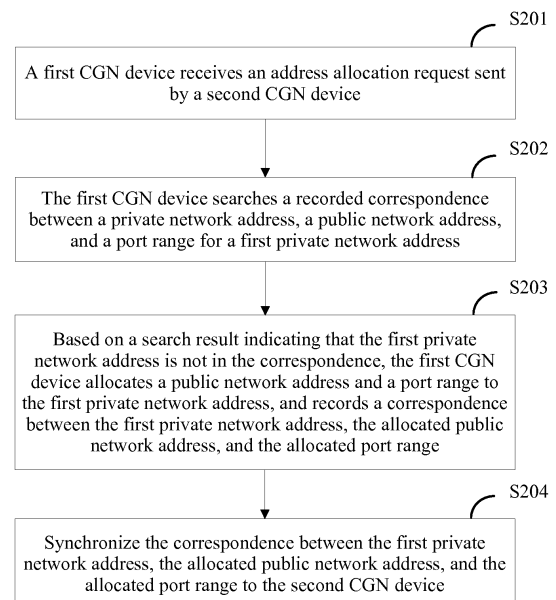 S201
A first CGN device receives an address allocation request sent
by a second CGN device
S202
The first CGN device searches a recorded correspondence
between a private network address, a public network address,
and a port range for a first private network address
S203
Based on a search result indicating that the first private
network address is not in the correspondence, the first CGN
device allocates a public network address and a port range to
the first private network address, and records a correspondence
between the first private network address, the allocated public
network address, and the allocated port range
S204
Synchronize the correspondence between the first private
network address, the allocated public network address, and the
allocated port range to the second CGN device